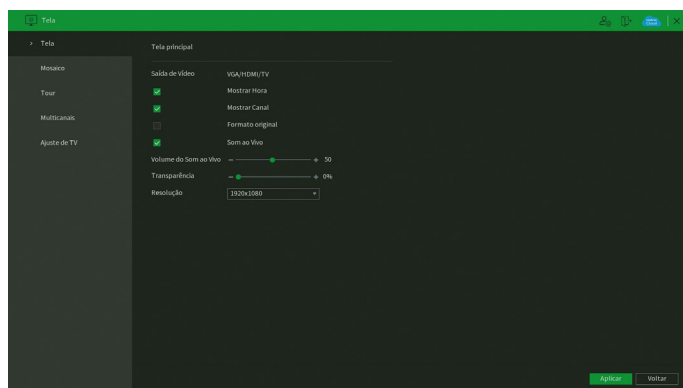 Tela
> Tela
Mosaico
Tour
Multicanais
Ajuste de TV
Tela principal
Saída de Vídeo VGA/HDMI/TV
Mostrar Hora
Mostrar Canal
Formato original
Som ao Vivo
Volume do Som ao Vivo − + 50
Transparência − + 0%
Resolução 1920x1080
Aplicar Voltar